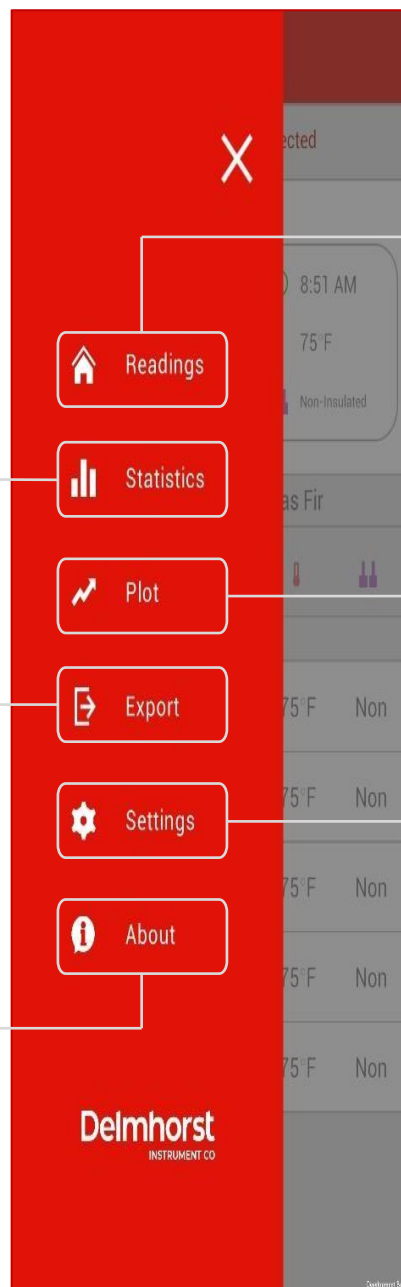 X
ected
8:51 AM
75°F
Non-Insulated
Readings
Statistics
as Fir
Plot
Export
75°F Non
75°F Non
Settings
75°F Non
About
75°F Non
75°F Non
Delmhorst
INSTRUMENT CO